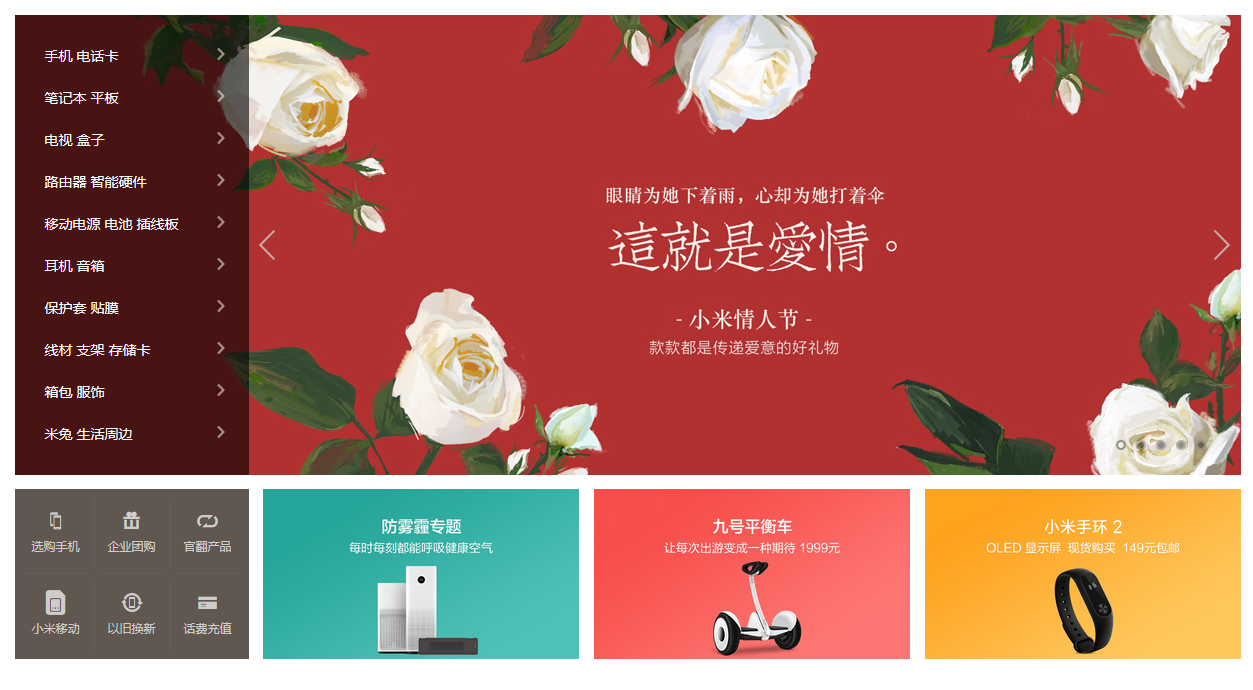 手机 电话卡
笔记本 平板
电视 盒子
路由器 智能硬件
移动电源 电池 插线板
耳机 音箱
保护套 贴膜
线材 支架 存储卡
箱包 服饰
米兔 生活周边
眼睛为她下着雨，心却为她打着伞
這就是愛情。
- 小米情人节 -
款款都是传递爱意的好礼物
选购手机 企业团购 官翻产品
小米移动 以旧换新 话费充值
防雾霾专题
每时每刻都能呼吸健康空气
九号平衡车
让每次出游变成一种期待 1999元
小米手环 2
OLED 显示屏 现货购买 149元包邮